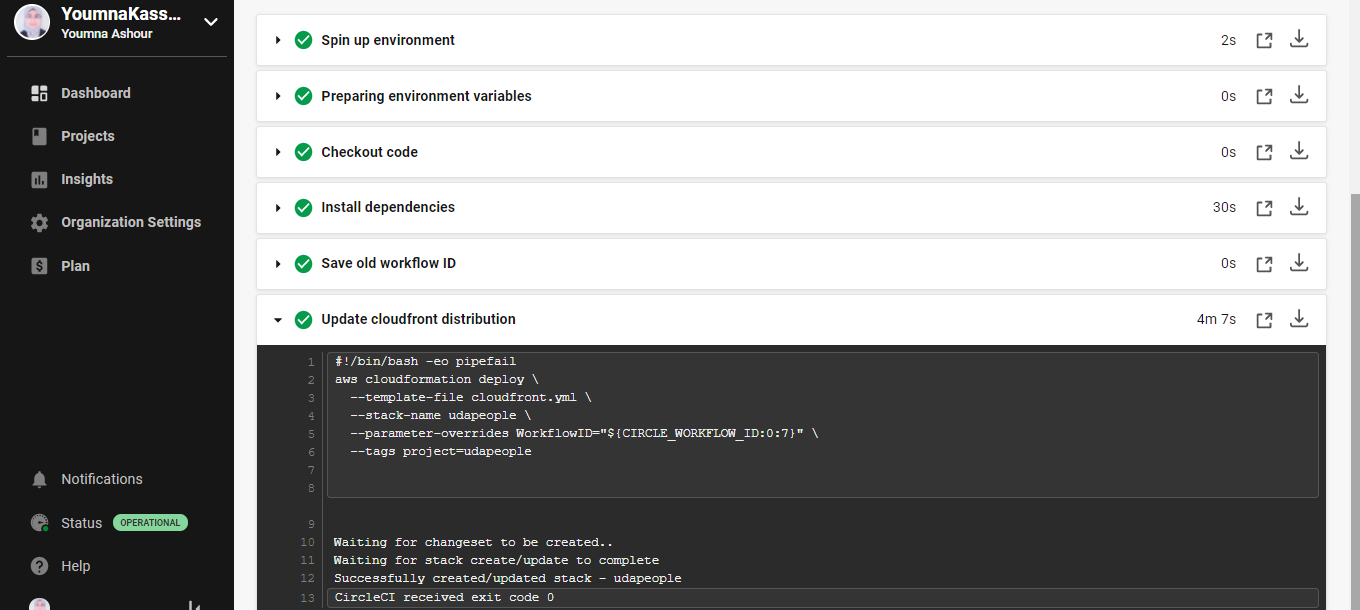 YoumnaKass...
Youmna Ashour
Dashboard
Projects
Insights
Organization Settings
Plan
Notifications
Status OPERATIONAL
Help
Spin up environment 2s
Preparing environment variables 0s
Checkout code 0s
Install dependencies 30s
Save old workflow ID 0s
Update cloudfront distribution 4m 7s
1 #!/bin/bash -eo pipefail
2 aws cloudformation deploy \
3 --template-file cloudfront.yml \
4 --stack-name udapeople \
5 --parameter-overrides WorkflowID="${CIRCLE_WORKFLOW_ID:0:7}" \
6 --tags project=udapeople
7
8
9
10 Waiting for changeset to be created..
11 Waiting for stack create/update to complete
12 Successfully created/updated stack - udapeople
13 CircleCI received exit code 0